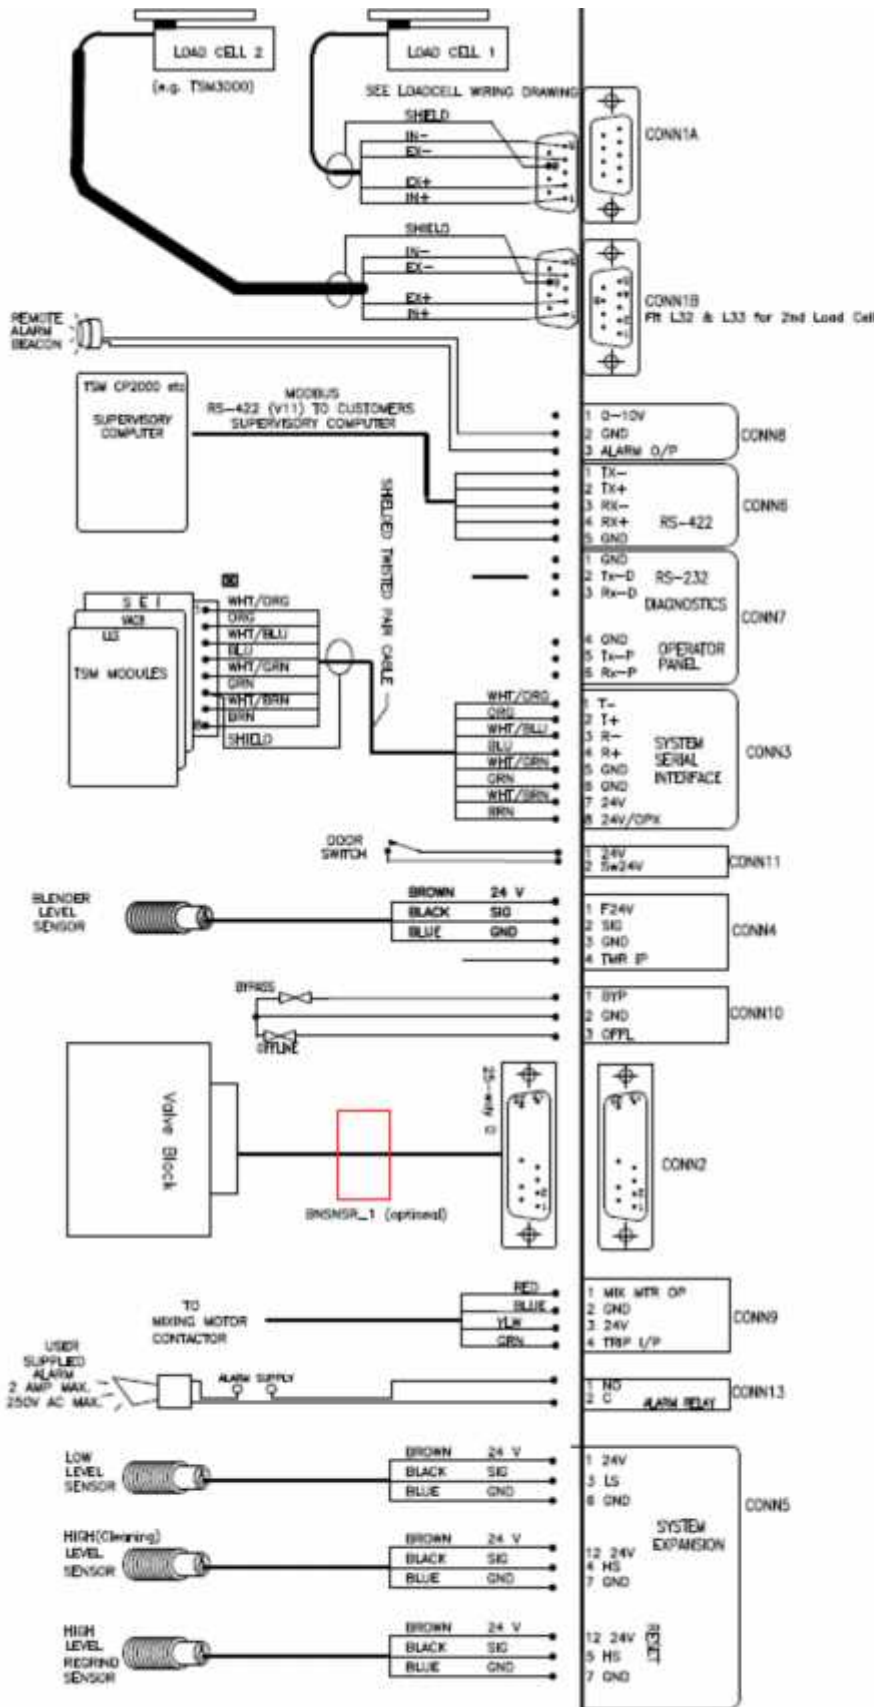 LOAD CELL 2
LOAD CELL 1
(e.g. TSM3000)
SEE LOADCELL WIRING DRAWING
SHIELD
IN-
EX-
EX+
IN+
CONN1A
SHIELD
IN-
EX-
EX+
IN+
CONN1B
Fit L32 & L33 for 2nd Load Cell
REMOTE
ALARM
BEACON
TSM CP2000 etc
SUPERVISORY
COMPUTER
MODBUS
RS-422 (V11) TO CUSTOMERS
SUPERVISORY COMPUTER
1 0-10V
2 GND
3 ALARM O/P
CONN8
1 TX-
2 TX+
3 RX-
4 RX+
5 GND
RS-422
CONN6
SHIELDED TWISTED PAIR CABLE
1 GND
2 Tx-D
3 Rx-D
RS-232
DIAGNOSTICS
4 GND
5 Tx-P
6 Rx-P
OPERATOR
PANEL
CONN7
S E I
TSM MODULES
WHT/ORG
ORG
WHT/BLU
BLU
WHT/GRN
GRN
WHT/BRN
BRN
SHIELD
WHT/ORG
ORG
WHT/BLU
BLU
WHT/GRN
GRN
WHT/BRN
BRN
1 T-
2 T+
3 R-
4 R+
5 GND
6 GND
7 24V
8 24V/OPX
SYSTEM
SERIAL
INTERFACE
CONN3
DOOR
SWITCH
1 24V
2 Sw24V
CONN11
BLENDER
LEVEL
SENSOR
BROWN 24 V
BLACK SIG
BLUE GND
1 F24V
2 SIG
3 GND
4 TMR IP
CONN4
BYPASS
OFFLINE
1 BYP
2 GND
3 OFFL
CONN10
Valve Block
BNSNSR_1 (optional)
25-way D
CONN2
TO
MIXING MOTOR
CONTACTOR
RED
BLUE
YLW
GRN
1 MIX MTR OP
2 GND
3 24V
4 TRIP I/P
CONN9
USER
SUPPLIED
ALARM
2 AMP MAX.
250V AC MAX.
ALARM SUPPLY
1 NO
2 C
ALARM RELAY
CONN13
LOW
LEVEL
SENSOR
BROWN 24 V
BLACK SIG
BLUE GND
1 24V
3 LS
6 GND
CONN5
SYSTEM
EXPANSION
HIGH(Cleaning)
LEVEL
SENSOR
BROWN 24 V
BLACK SIG
BLUE GND
12 24V
4 HS
7 GND
HIGH
LEVEL
REGRIND
SENSOR
BROWN 24 V
BLACK SIG
BLUE GND
12 24V
5 HS
7 GND
RESET